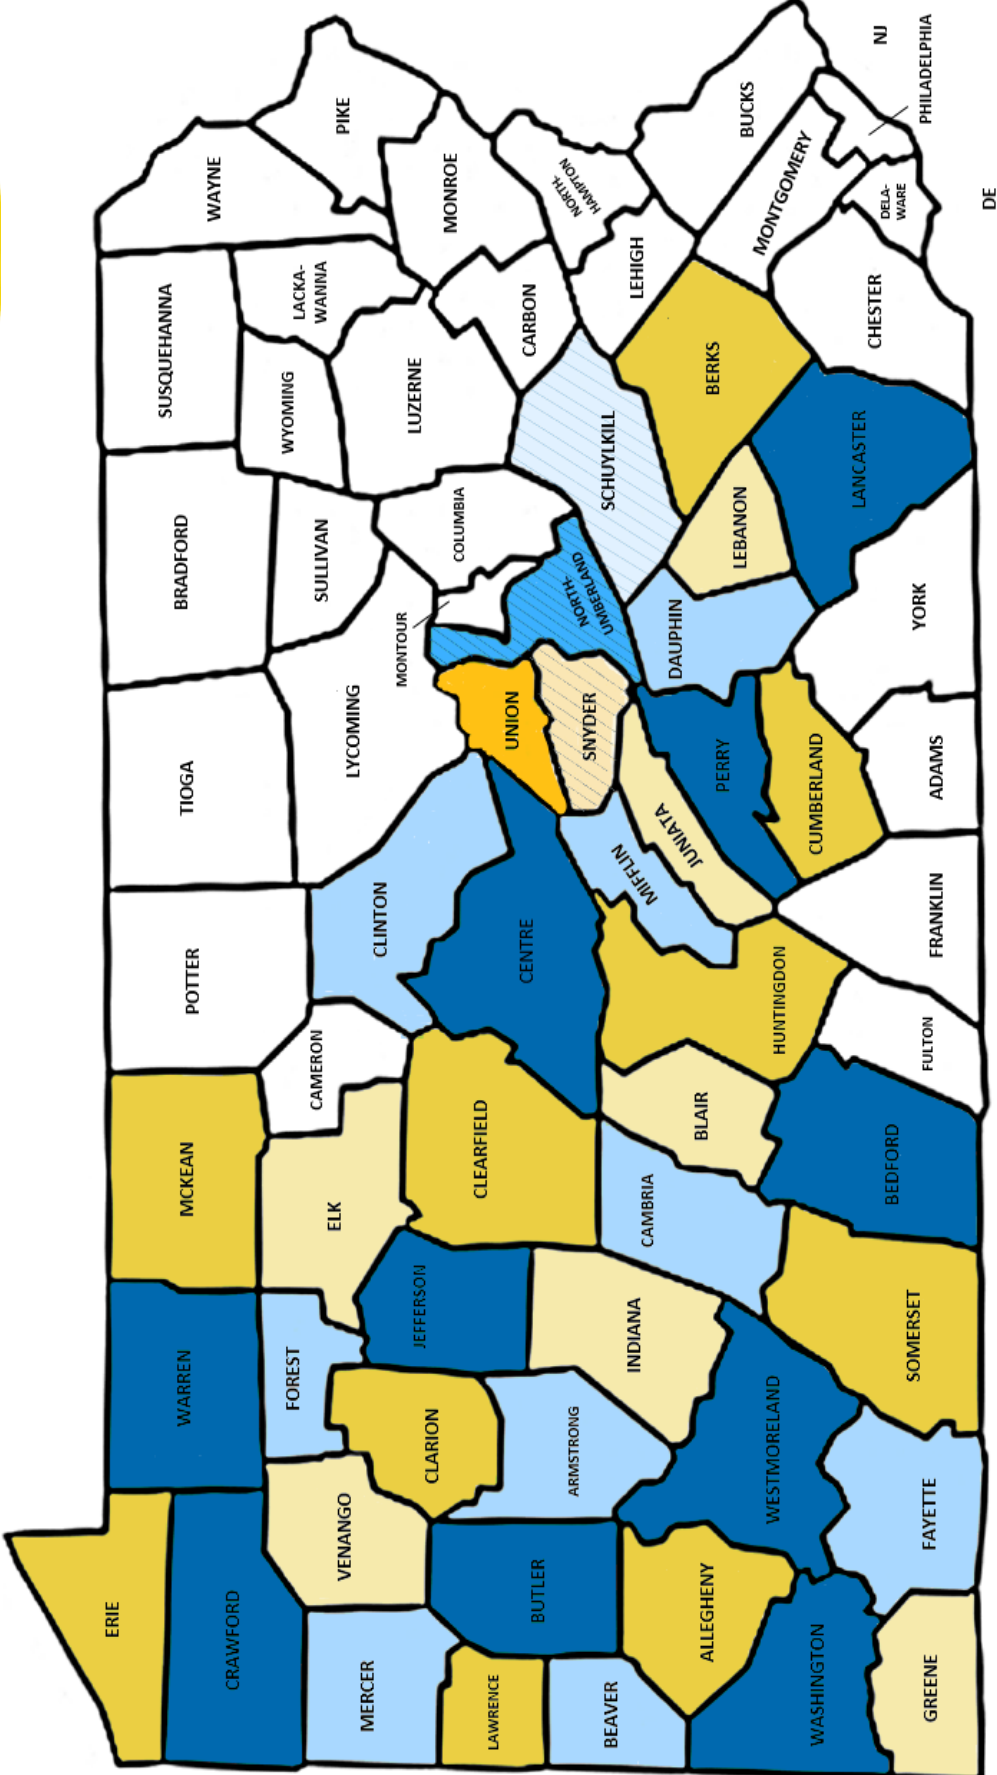 ERIE
CRAWFORD
WARREN
MCKEAN
POTTER
TIOGA
BRADFORD
SUSQUEHANNA
WAYNE
PIKE
MERCER
VENANGO
FOREST
ELK
CAMERON
CLINTON
LYCOMING
SULLIVAN
WYOMING
LACKA-
WANNA
LUZERNE
MONROE
LAWRENCE
BUTLER
CLARION
JEFFERSON
CLEARFIELD
CENTRE
UNION
MONTOUR
COLUMBIA
CARBON
NORTH-
HAMPTON
BEAVER
ARMSTRONG
INDIANA
CAMBRIA
BLAIR
MIFFLIN
JUNIATA
SNYDER
NORTH-
UMBERLAND
SCHUYLKILL
LEHIGH
BUCKS
ALLEGHENY
WESTMORELAND
HUNTINGDON
PERRY
DAUPHIN
LEBANON
BERKS
MONTGOMERY
WASHINGTON
CUMBERLAND
LANCASTER
CHESTER
DELA-
WARE
PHILADELPHIA
NJ
GREENE
FAYETTE
SOMERSET
BEDFORD
FULTON
FRANKLIN
ADAMS
YORK
DE